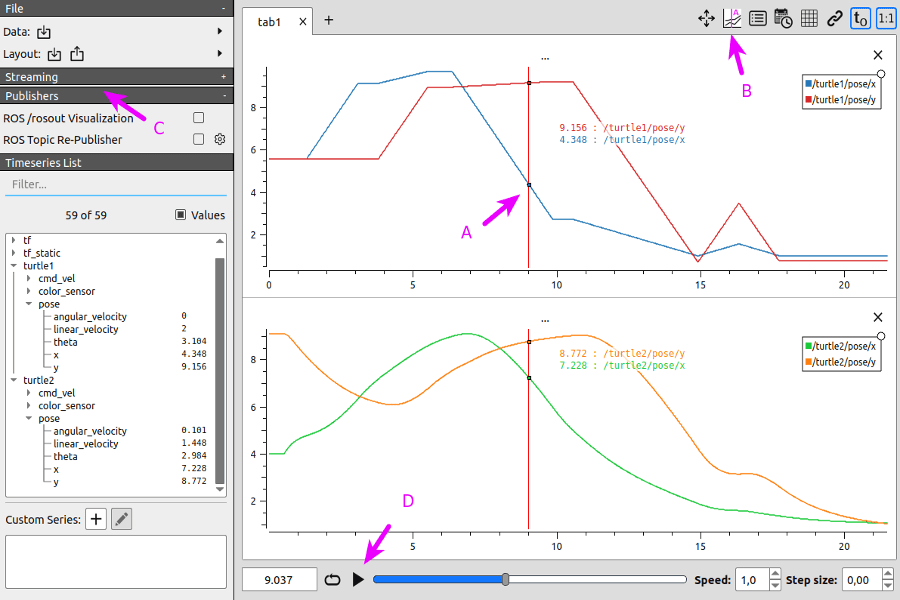 File -
Data:
Layout:
Streaming +
Publishers -
ROS /rosout Visualization
ROS Topic Re-Publisher
Timeseries List
Filter...
59 of 59 Values
tf
tf_static
turtle1
cmd_vel
color_sensor
pose
angular_velocity 0
linear_velocity 2
theta 3.104
x 4.348
y 9.156
turtle2
cmd_vel
color_sensor
pose
angular_velocity 0.101
linear_velocity 1.448
theta 2.984
x 7.228
y 8.772
Custom Series: +
C
tab1 X +
A t₀ 1:1
B
... X
/turtle1/pose/x
/turtle1/pose/y
9.156 : /turtle1/pose/y
4.348 : /turtle1/pose/x
A
8
6
4
2
0 5 10 15 20
... X
/turtle2/pose/x
/turtle2/pose/y
8.772 : /turtle2/pose/y
7.228 : /turtle2/pose/x
8
6
4
2
5 10 15 20
D
9.037 Speed: 1,0 Step size: 0,00